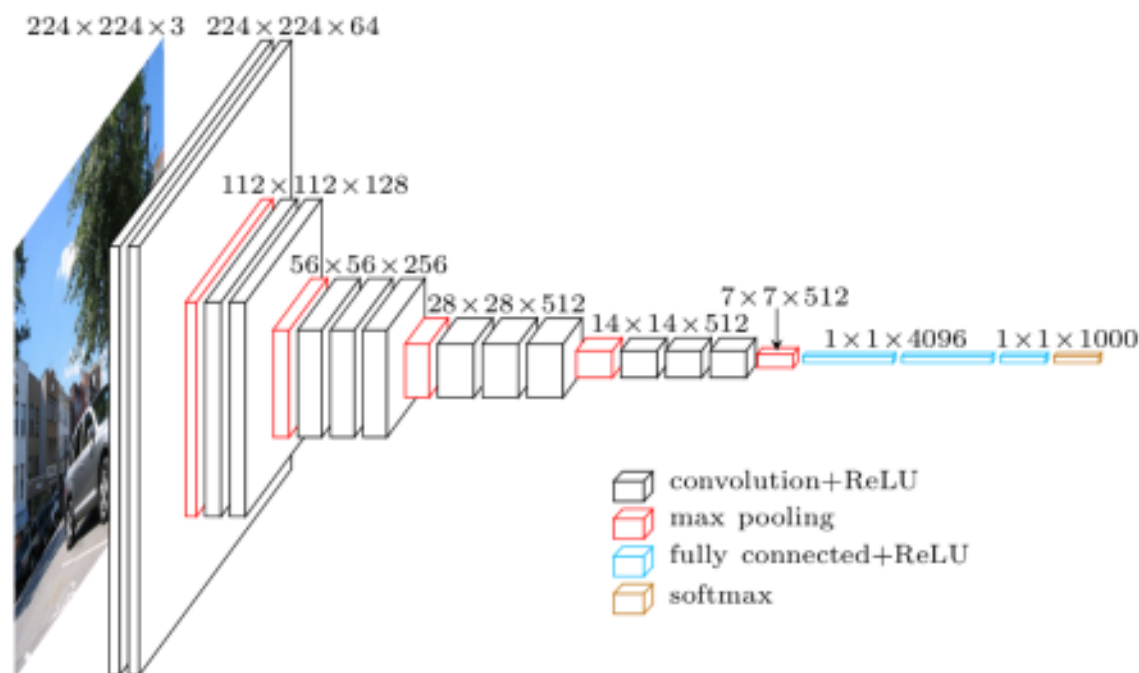 224×224×3
224×224×64
112×112×128
56×56×256
28×28×512
14×14×512
7×7×512
1×1×4096
1×1×1000
convolution+ReLU
max pooling
fully connected+ReLU
softmax